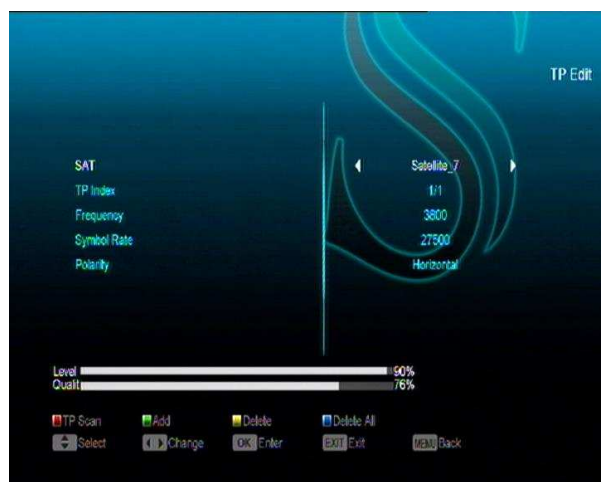 TP Edit
SAT Satellite_7
TP Index 1/1
Frequency 3800
Symbol Rate 27500
Polarity Horizontal
Level 90%
Qualit 76%
TP Scan Add Delete Delete All
Select Change OK Enter EXIT Exit MENU Back